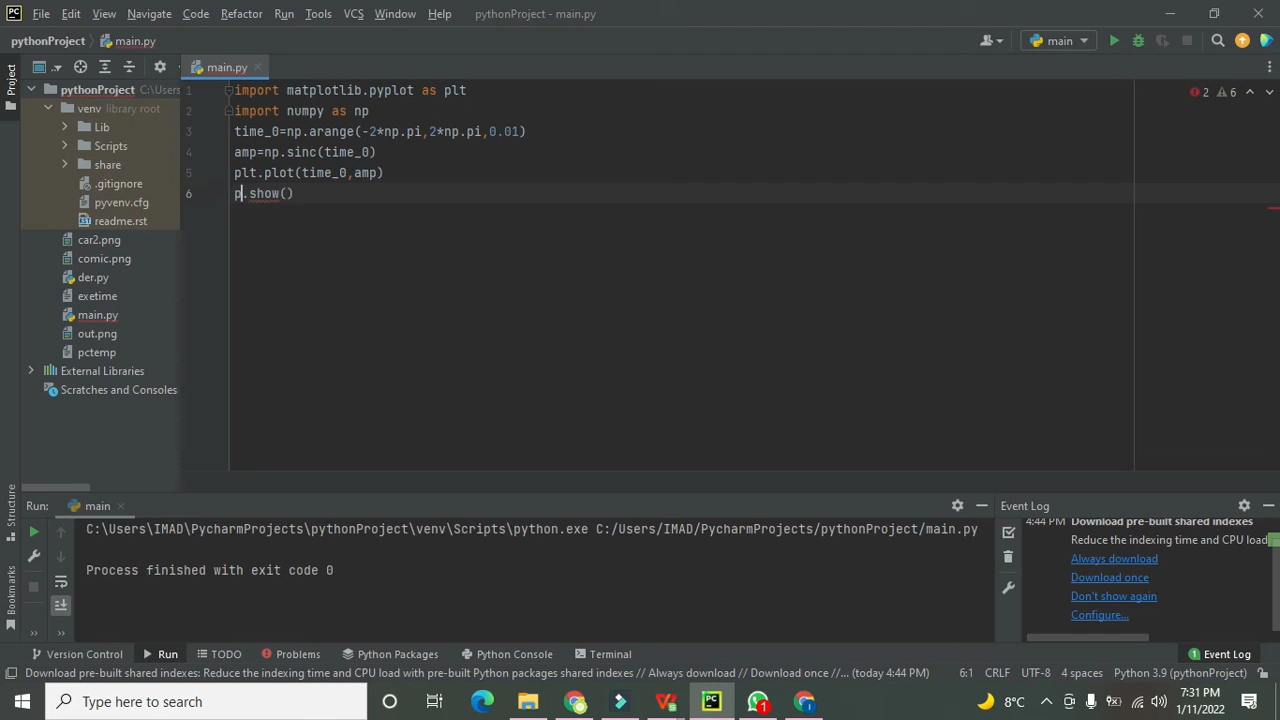 File Edit View Navigate Code Refactor Run Tools VCS Window Help pythonProject - main.py
pythonProject main.py main
Project
main.py
pythonProject C:\Users
venv library root
Lib
Scripts
share
.gitignore
pyvenv.cfg
readme.rst
car2.png
comic.png
der.py
exetime
main.py
out.png
pctemp
External Libraries
Scratches and Consoles
1 import matplotlib.pyplot as plt
2 import numpy as np
3 time_0=np.arange(-2*np.pi,2*np.pi,0.01)
4 amp=np.sinc(time_0)
5 plt.plot(time_0,amp)
6 p.show()
2 6
Structure
Bookmarks
Run: main
C:\Users\IMAD\PycharmProjects\pythonProject\venv\Scripts\python.exe C:/Users/IMAD/PycharmProjects/pythonProject/main.py
Process finished with exit code 0
Event Log
4:44 PM Download pre-built shared indexes
Reduce the indexing time and CPU load
Always download
Download once
Don't show again
Configure...
Version Control Run TODO Problems Python Packages Python Console Terminal Event Log
Download pre-built shared indexes: Reduce the indexing time and CPU load with Python packages shared indexes // Always download // Download once //... (today 4:44 PM) 6:1 CRLF UTF-8 4 spaces Python 3.9 (pythonProject)
Type here to search 1 8°C 7:31 PM
1/11/2022